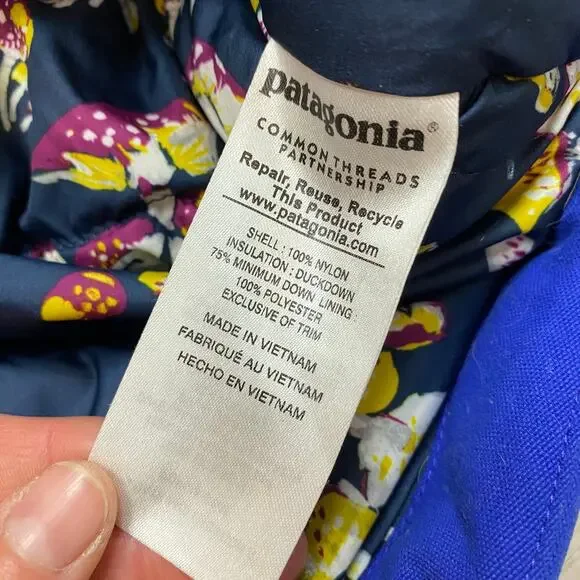 patagonia®
COMMON THREADS
PARTNERSHIP
Repair, Reuse, Recycle
This Product
www.patagonia.com
SHELL : 100% NYLON
INSULATION : DUCKDOWN
75% MINIMUM DOWN LINING :
100% POLYESTER
EXCLUSIVE OF TRIM
MADE IN VIETNAM
FABRIQUÉ AU VIETNAM
HECHO EN VIETNAM